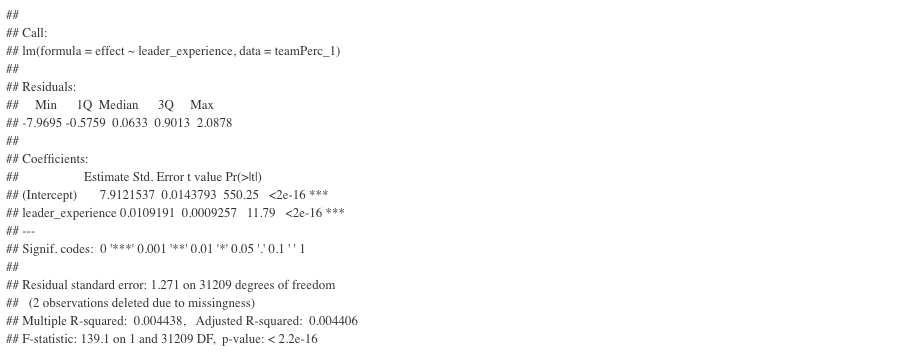 ##
## Call:
## lm(formula = effect ~ leader_experience, data = teamPerc_1)
##
## Residuals:
##     Min      1Q  Median      3Q     Max
## -7.9695 -0.5759  0.0633  0.9013  2.0878
##
## Coefficients:
##                    Estimate Std. Error t value Pr(>|t|)
## (Intercept)       7.9121537  0.0143793  550.25   <2e-16 ***
## leader_experience 0.0109191  0.0009257   11.79   <2e-16 ***
## ---
## Signif. codes:  0 '***' 0.001 '**' 0.01 '*' 0.05 '.' 0.1 ' ' 1
##
## Residual standard error: 1.271 on 31209 degrees of freedom
##   (2 observations deleted due to missingness)
## Multiple R-squared:  0.004438,   Adjusted R-squared:  0.004406
## F-statistic: 139.1 on 1 and 31209 DF,  p-value: < 2.2e-16